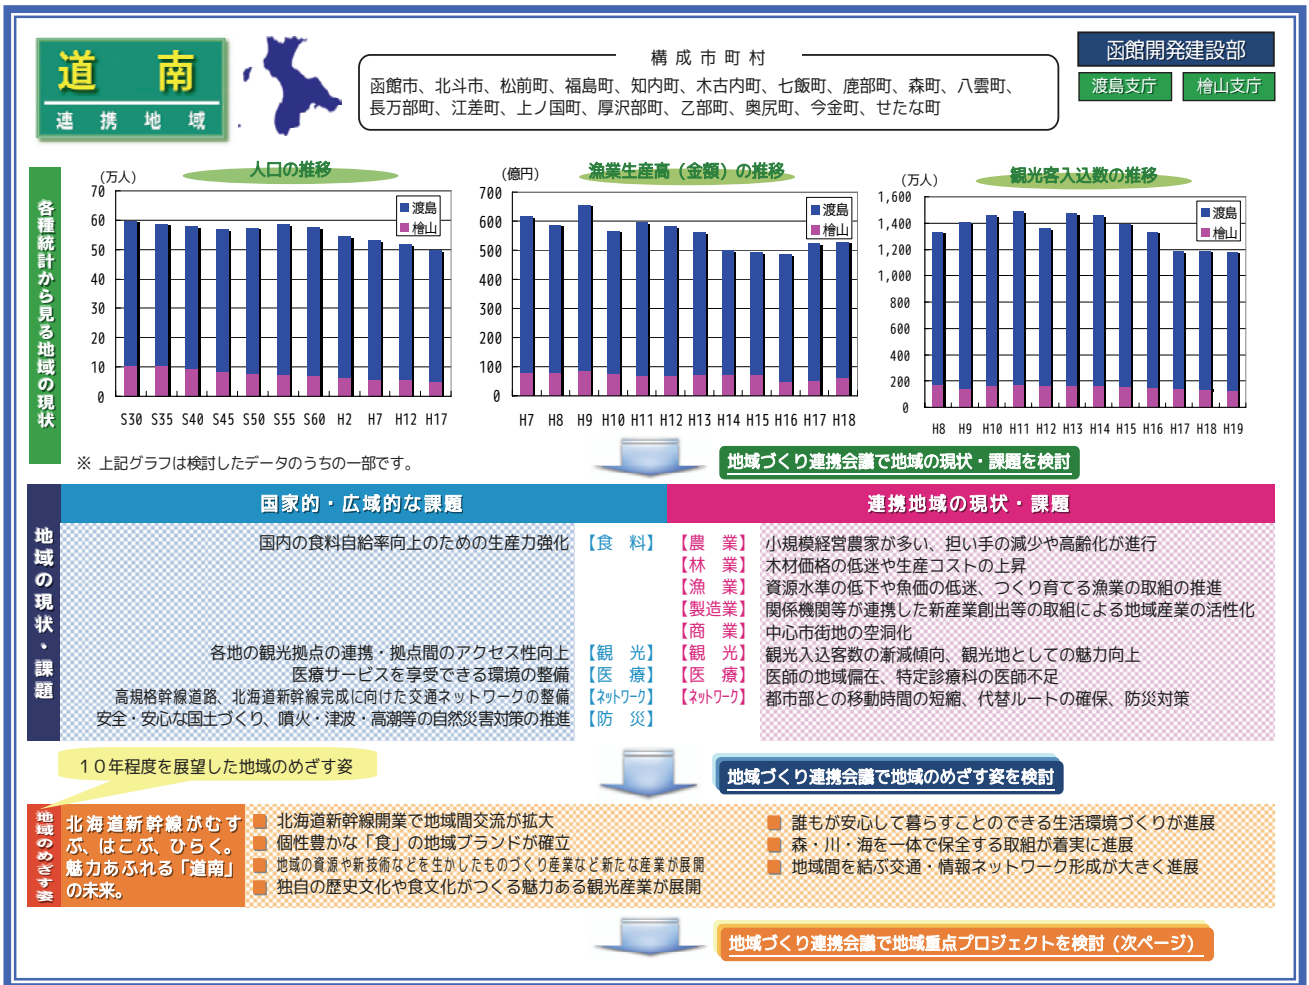 道南
連携地域
構成市町村
函館市、北斗市、松前町、福島町、知内町、木古内町、七飯町、鹿部町、森町、八雲町、
長万部町、江差町、上ノ国町、厚沢部町、乙部町、奥尻町、今金町、せたな町
函館開発建設部
渡島支庁 檜山支庁
各種統計から見る地域の現状
人口の推移
(万人)
70
60
50
40
30
20
10
0
渡島
檜山
S30 S35 S40 S45 S50 S55 S60 H2 H7 H12 H17
漁業生産高（金額）の推移
(億円)
700
600
500
400
300
200
100
0
渡島
檜山
H7 H8 H9 H10 H11 H12 H13 H14 H15 H16 H17 H18
観光客入込数の推移
(万人)
1,600
1,400
1,200
1,000
800
600
400
200
0
渡島
檜山
H8 H9 H10 H11 H12 H13 H14 H15 H16 H17 H18 H19
※ 上記グラフは検討したデータのうちの一部です。
地域づくり連携会議で地域の現状・課題を検討
地域の現状・課題
国家的・広域的な課題
国内の食料自給率向上のための生産力強化 【食 料】
各地の観光拠点の連携・拠点間のアクセス性向上 【観 光】
医療サービスを享受できる環境の整備 【医 療】
高規格幹線道路、北海道新幹線完成に向けた交通ネットワークの整備 【ネットワーク】
安全・安心な国土づくり、噴火・津波・高潮等の自然災害対策の推進 【防 災】
連携地域の現状・課題
【農 業】 小規模経営農家が多い、担い手の減少や高齢化が進行
【林 業】 木材価格の低迷や生産コストの上昇
【漁 業】 資源水準の低下や魚価の低迷、つくり育てる漁業の取組の推進
【製造業】 関係機関等が連携した新産業創出等の取組による地域産業の活性化
【商 業】 中心市街地の空洞化
【観 光】 観光入込客数の漸減傾向、観光地としての魅力向上
【医 療】 医師の地域偏在、特定診療科の医師不足
【ネットワーク】 都市部との移動時間の短縮、代替ルートの確保、防災対策
１０年程度を展望した地域のめざす姿
地域づくり連携会議で地域のめざす姿を検討
地域のめざす姿
北海道新幹線がむす
ぶ、はこぶ、ひらく。
魅力あふれる「道南」
の未来。
北海道新幹線開業で地域間交流が拡大
個性豊かな「食」の地域ブランドが確立
地域の資源や新技術などを生かしたものづくり産業など新たな産業が展開
独自の歴史文化や食文化がつくる魅力ある観光産業が展開
誰もが安心して暮らすことのできる生活環境づくりが進展
森・川・海を一体で保全する取組が着実に進展
地域間を結ぶ交通・情報ネットワーク形成が大きく進展
地域づくり連携会議で地域重点プロジェクトを検討（次ページ）